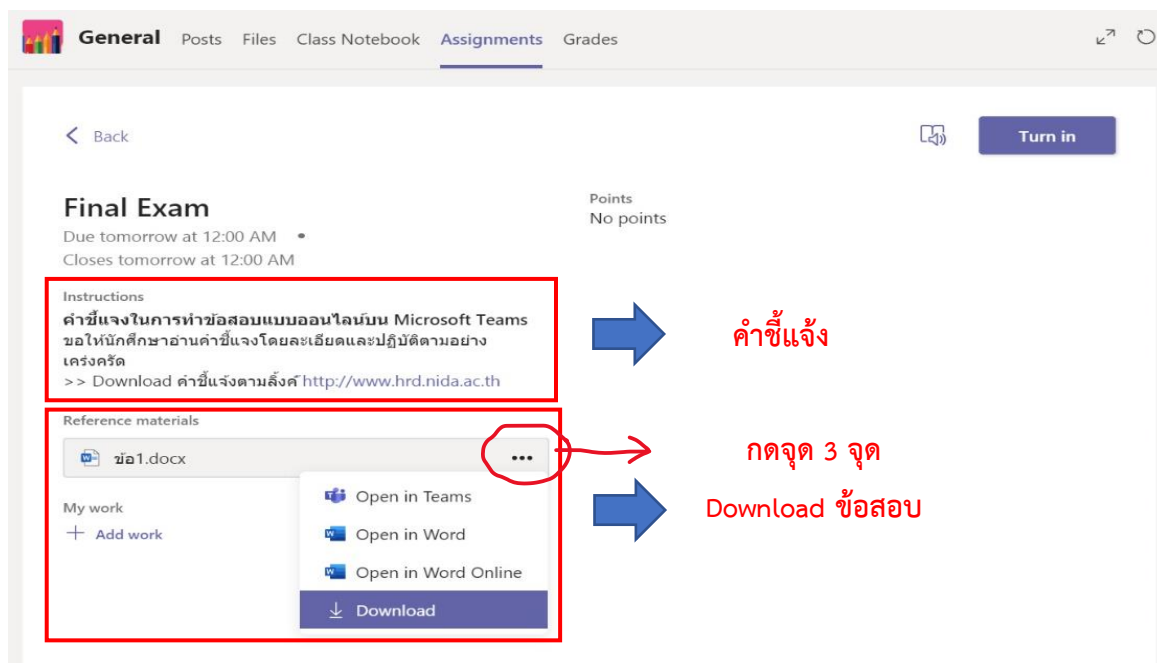 General Posts Files Class Notebook Assignments Grades
Back
Turn in
Final Exam
Due tomorrow at 12:00 AM •
Closes tomorrow at 12:00 AM
Points
No points
Instructions
คำชี้แจงในการทำข้อสอบแบบออนไลน์บน Microsoft Teams
ขอให้นักศึกษาอ่านคำชี้แจงโดยละเอียดและปฏิบัติตามอย่าง
เคร่งครัด
>> Download คำชี้แจ้งตามลิ้งค์ http://www.hrd.nida.ac.th
คำชี้แจ้ง
Reference materials
ข้อ1.docx
กดจุด 3 จุด
Download ข้อสอบ
My work
+ Add work
Open in Teams
Open in Word
Open in Word Online
Download